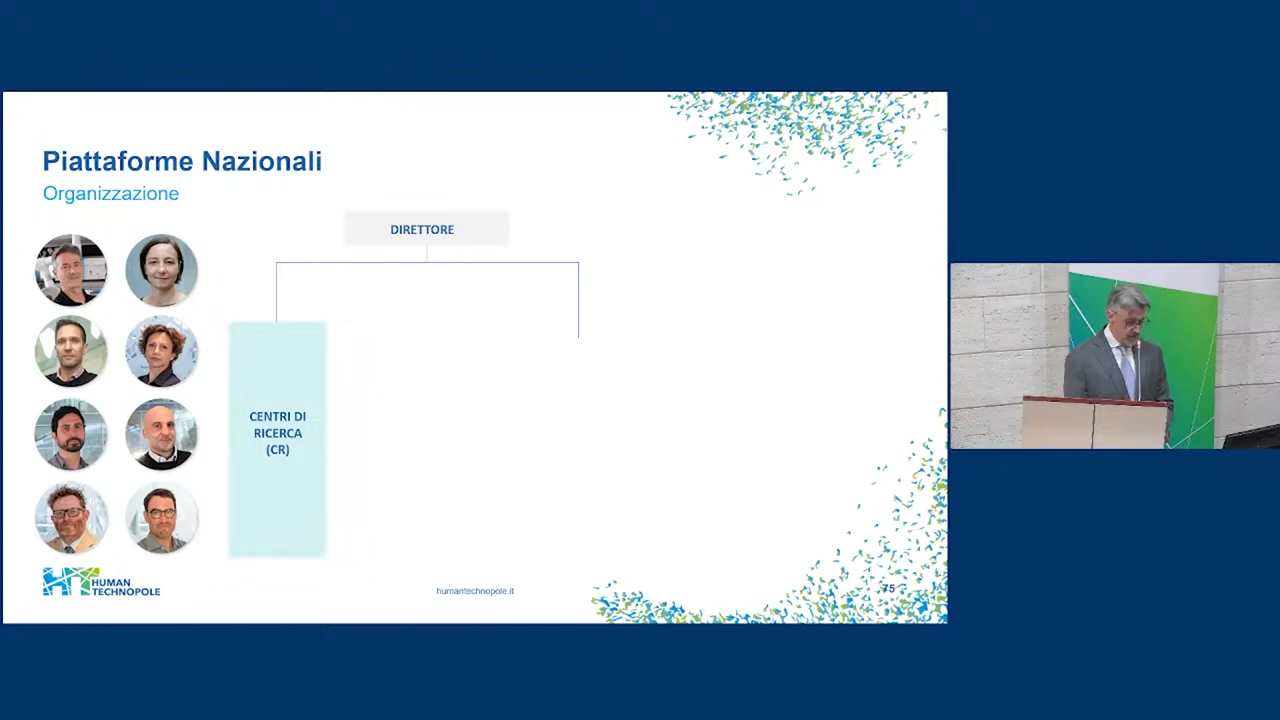 Piattaforme Nazionali
Organizzazione
DIRETTORE
CENTRI DI
RICERCA
(CR)
HUMAN
TECHNOPOLE
humantechnopole.it
75